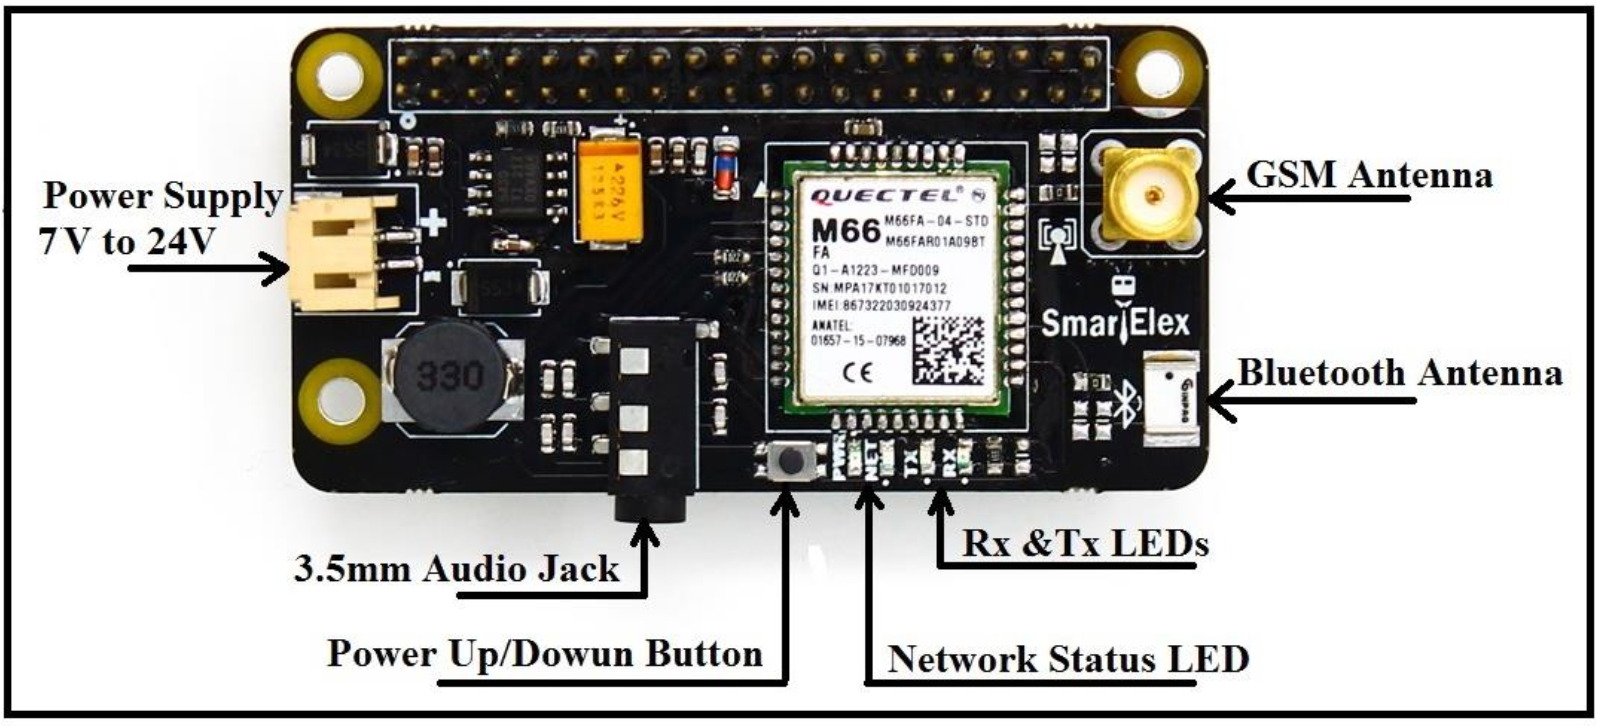 Power Supply
7V to 24V
GSM Antenna
Bluetooth Antenna
3.5mm Audio Jack
Rx &Tx LEDs
Power Up/Dowun Button
Network Status LED
QUECTEL®
M66 M66FA-04-STD
M66FAR01A09BT
FA
Q1-A1223-MFD009
SN:MPA17KT01017012
IMEI:867322030924377
ANATEL:
01657-15-07968
CE
SmartElex
330
+
-
PWR
NET
TX
RX
226V